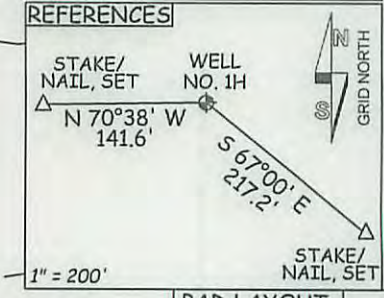 REFERENCES
STAKE/
NAIL, SET
WELL
NO. 1H
N
S
GRID NORTH
N 70°38' W
141.6'
S 67°00' E
217.2'
STAKE/
NAIL, SET
1" = 200'
PAD LAYOUT